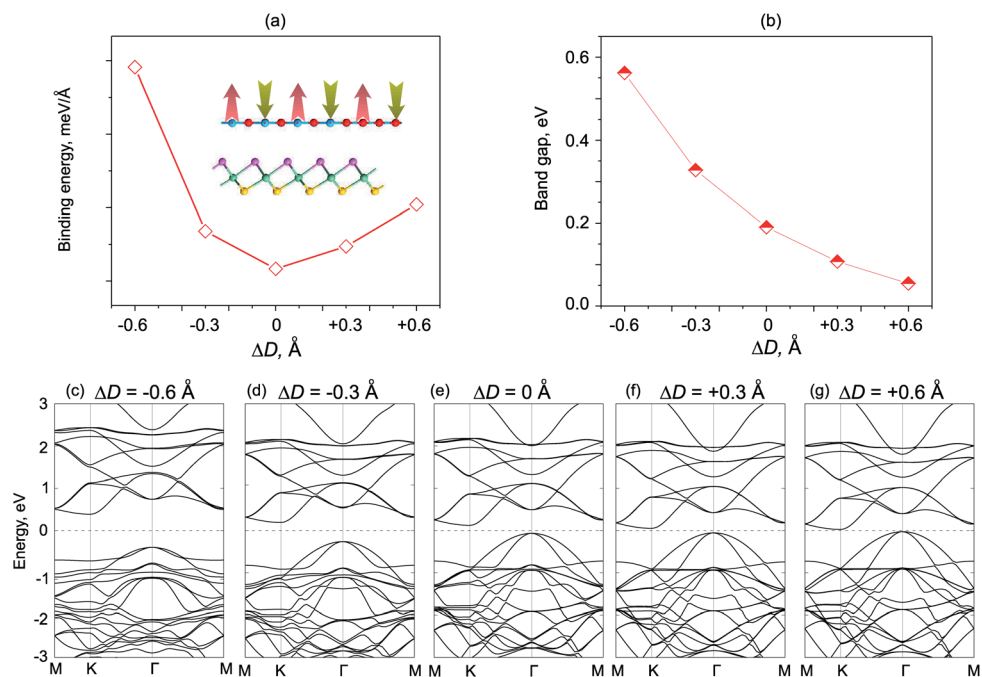 (a)
Binding energy, meV/Å
-0.6 -0.3 0 +0.3 +0.6
ΔD, Å
(b)
Band gap, eV
0.6
0.4
0.2
0.0
-0.6 -0.3 0 +0.3 +0.6
ΔD, Å
(c) ΔD = -0.6 Å
(d) ΔD = -0.3 Å
(e) ΔD = 0 Å
(f) ΔD = +0.3 Å
(g) ΔD = +0.6 Å
Energy, eV
3
2
1
0
-1
-2
-3
M K Γ M
M K Γ M
M K Γ M
M K Γ M
M K Γ M